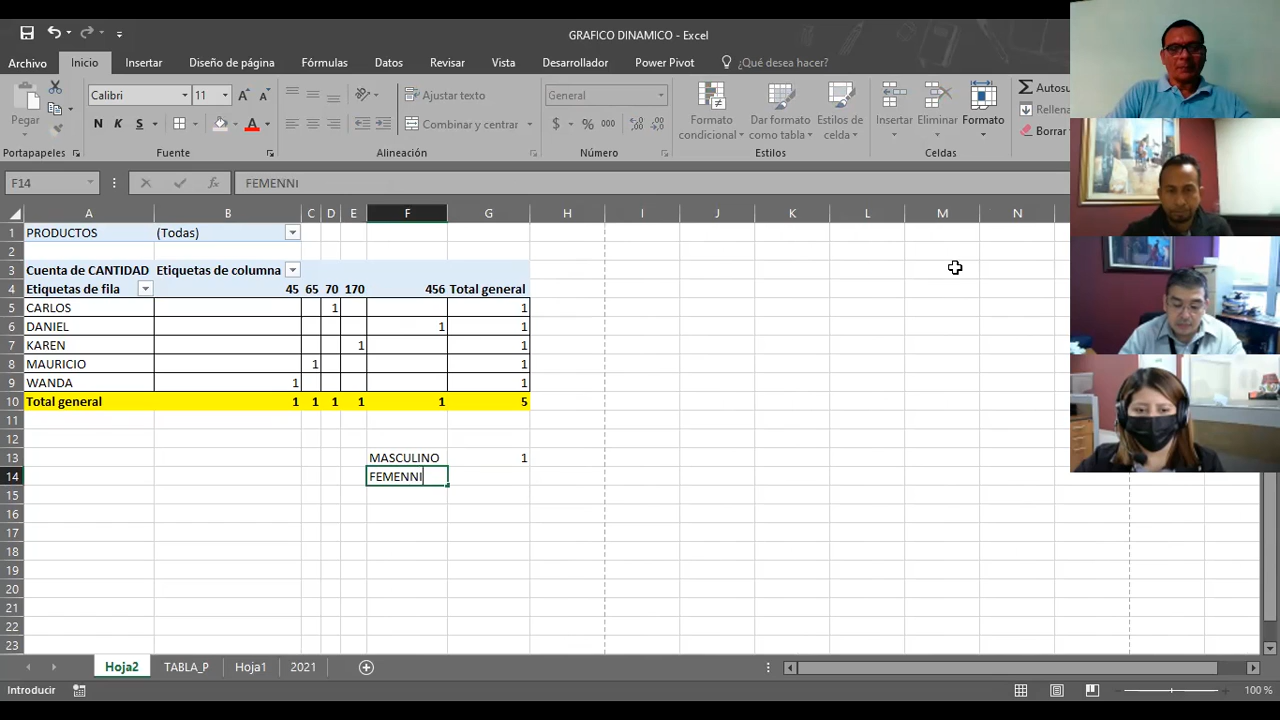 GRAFICO DINAMICO - Excel
Archivo Inicio Insertar Diseño de página Fórmulas Datos Revisar Vista Desarrollador Power Pivot ¿Qué desea hacer?
Pegar
Calibri 11
N K S
Ajustar texto
Combinar y centrar
General
$ % 000
Formato condicional
Dar formato como tabla
Estilos de celda
Insertar Eliminar Formato
Autosu
Rellena
Borrar
Portapapeles Fuente Alineación Número Estilos Celdas
F14 fx FEMENNI
A B C D E F G H I J K L M N
1 PRODUCTOS (Todas)
2
3 Cuenta de CANTIDAD Etiquetas de columna
4 Etiquetas de fila 45 65 70 170 456 Total general
5 CARLOS 1 1
6 DANIEL 1 1
7 KAREN 1 1
8 MAURICIO 1 1
9 WANDA 1 1
10 Total general 1 1 1 1 1 5
11
12
13 MASCULINO 1
14 FEMENNI
15
16
17
18
19
20
21
22
23
Hoja2 TABLA_P Hoja1 2021
Introducir 100 %